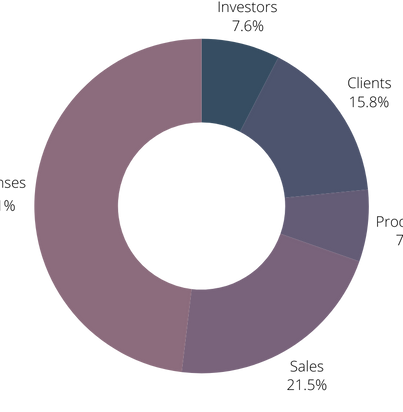 Investors
7.6%
Clients
15.8%
Sales
21.5%